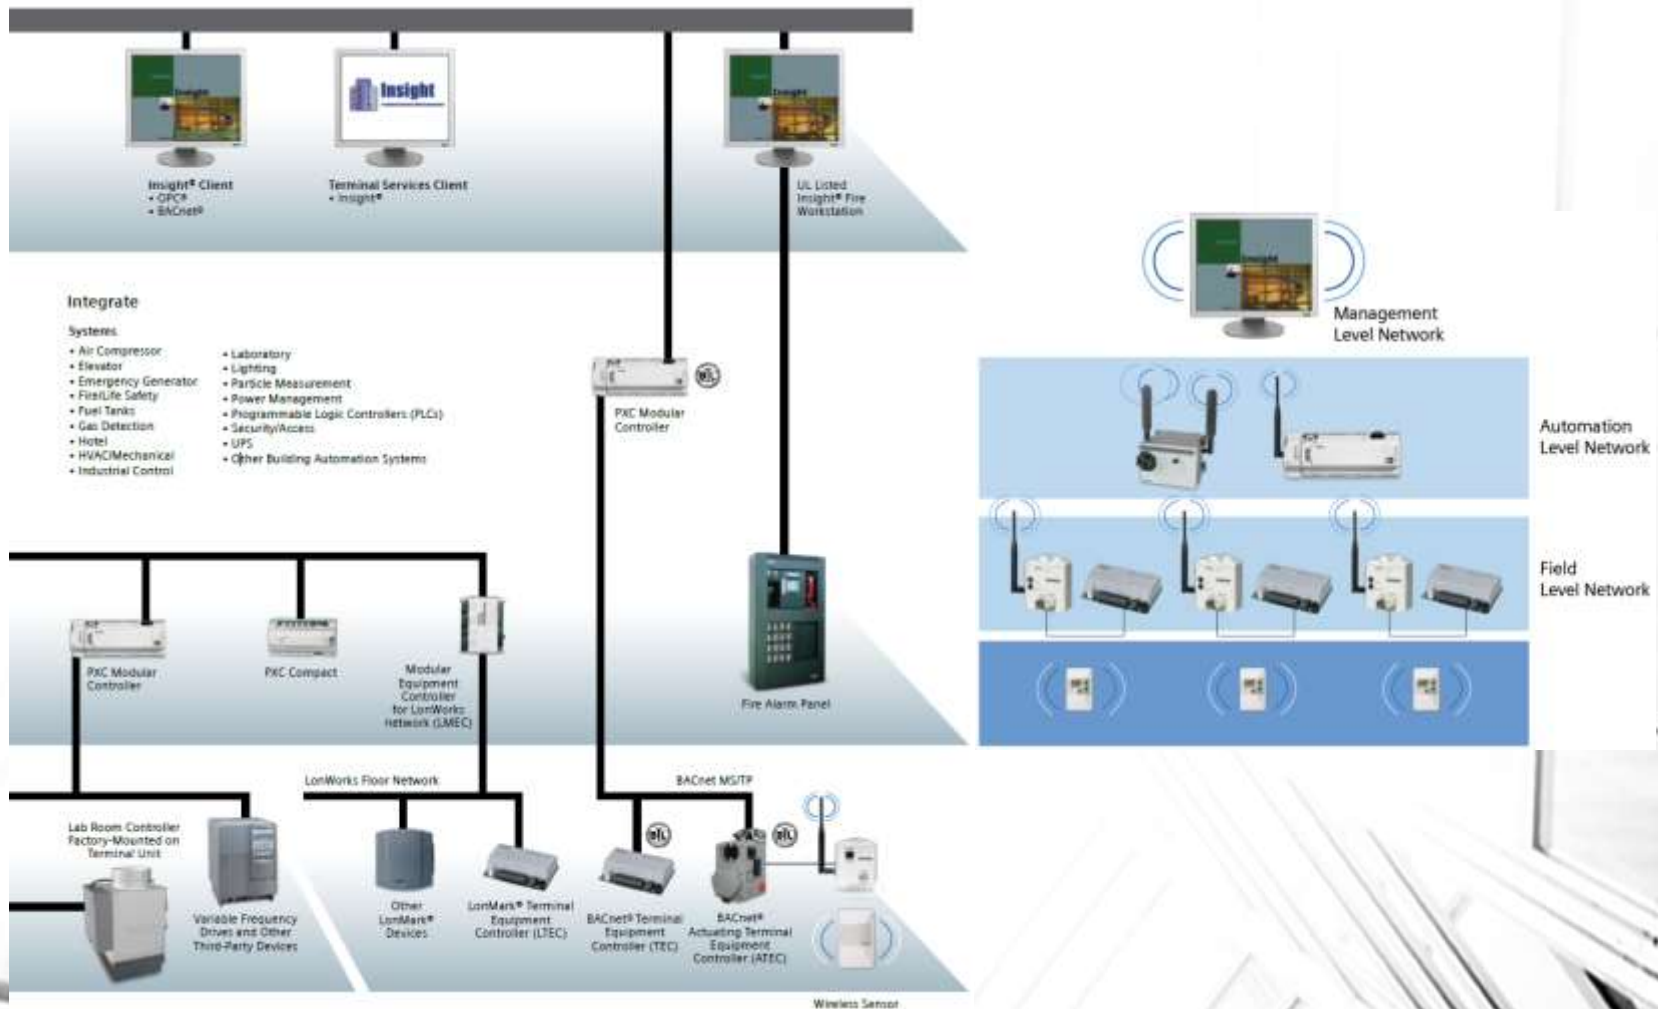 Insight
Insight
Insight
Insight® Client
• OPC®
• BACnet®
Terminal Services Client
• Insight®
UL Listed
Insight® Fire
Workstation
Insight
Management
Level Network
Integrate
Systems
• Air Compressor
• Elevator
• Emergency Generator
• Fire/Life Safety
• Fuel Tanks
• Gas Detection
• Hotel
• HVAC/Mechanical
• Industrial Control
• Laboratory
• Lighting
• Particle Measurement
• Power Management
• Programmable Logic Controllers (PLCs)
• Security/Access
• UPS
• Other Building Automation Systems
BTL
PXC Modular
Controller
Automation
Level Network
Field
Level Network
PXC Modular
Controller
PXC Compact
Modular
Equipment
Controller
for LonWorks
Network (LMEC)
Fire Alarm Panel
LonWorks Floor Network
BACnet MS/TP
Lab Room Controller
Factory-Mounted on
Terminal Unit
BTL
BTL
Variable Frequency
Drives and Other
Third-Party Devices
Other
LonMark®
Devices
LonMark® Terminal
Equipment
Controller (LTEC)
BACnet® Terminal
Equipment
Controller (TEC)
BACnet®
Actuating Terminal
Equipment
Controller (ATEC)
Wireless Sensor